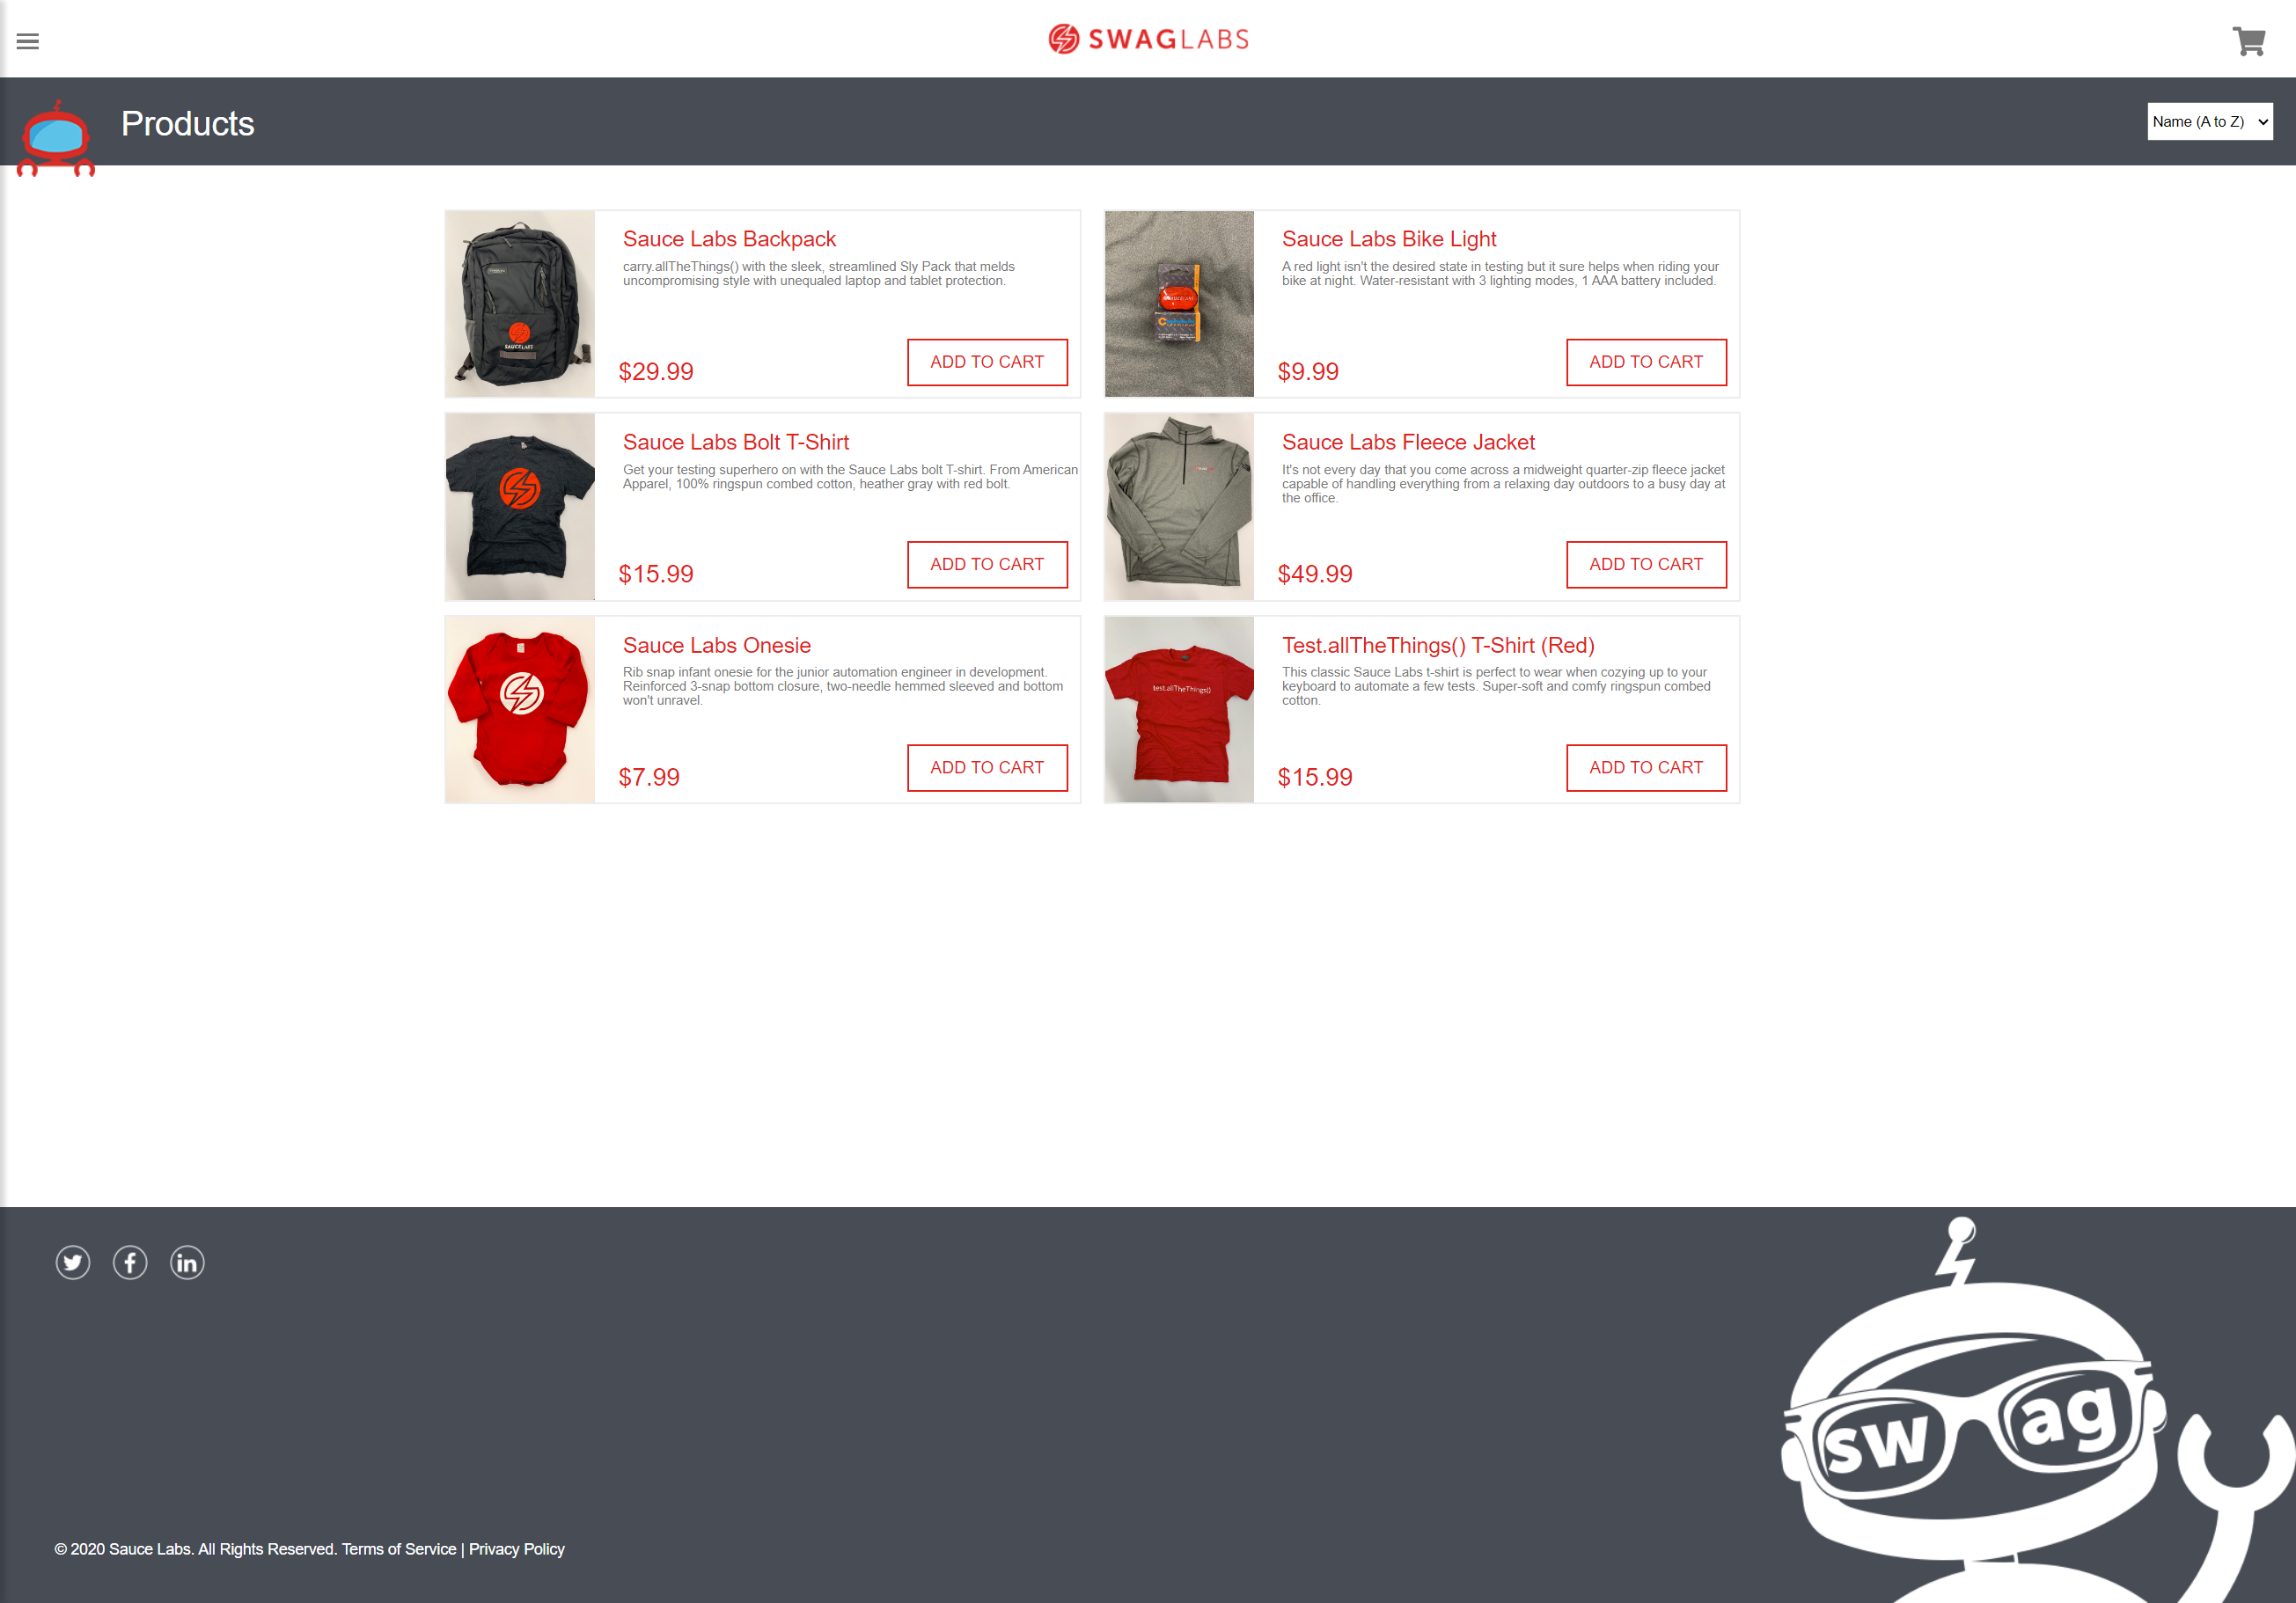 SWAGLABS
Products
Name (A to Z)
Sauce Labs Backpack
carry.allTheThings() with the sleek, streamlined Sly Pack that melds
uncompromising style with unequaled laptop and tablet protection.
$29.99
ADD TO CART
SAUCELABS
Sauce Labs Bike Light
A red light isn't the desired state in testing but it sure helps when riding your
bike at night. Water-resistant with 3 lighting modes, 1 AAA battery included.
$9.99
ADD TO CART
Sauce Labs Bolt T-Shirt
Get your testing superhero on with the Sauce Labs bolt T-shirt. From American
Apparel, 100% ringspun combed cotton, heather gray with red bolt.
$15.99
ADD TO CART
Sauce Labs Fleece Jacket
It's not every day that you come across a midweight quarter-zip fleece jacket
capable of handling everything from a relaxing day outdoors to a busy day at
the office.
$49.99
ADD TO CART
Sauce Labs Onesie
Rib snap infant onesie for the junior automation engineer in development.
Reinforced 3-snap bottom closure, two-needle hemmed sleeved and bottom
won't unravel.
$7.99
ADD TO CART
test.allTheThings()
Test.allTheThings() T-Shirt (Red)
This classic Sauce Labs t-shirt is perfect to wear when cozying up to your
keyboard to automate a few tests. Super-soft and comfy ringspun combed
cotton.
$15.99
ADD TO CART
sw ag
© 2020 Sauce Labs. All Rights Reserved. Terms of Service | Privacy Policy